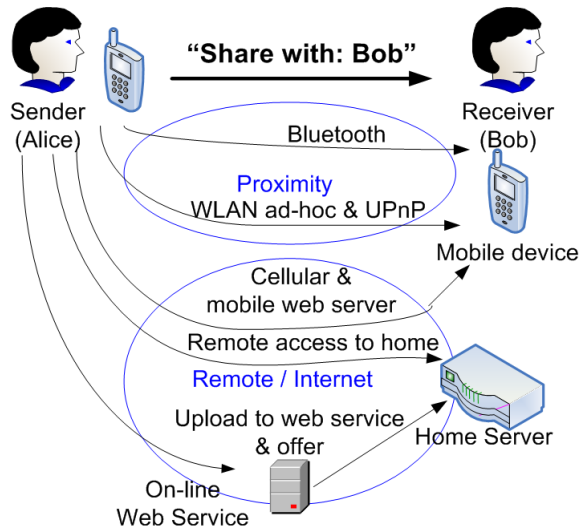 “Share with: Bob”
Sender
(Alice)
Receiver
(Bob)
Bluetooth
Proximity
WLAN ad-hoc & UPnP
Mobile device
Cellular &
mobile web server
Remote access to home
Remote / Internet
Upload to web service
& offer
Home Server
On-line
Web Service